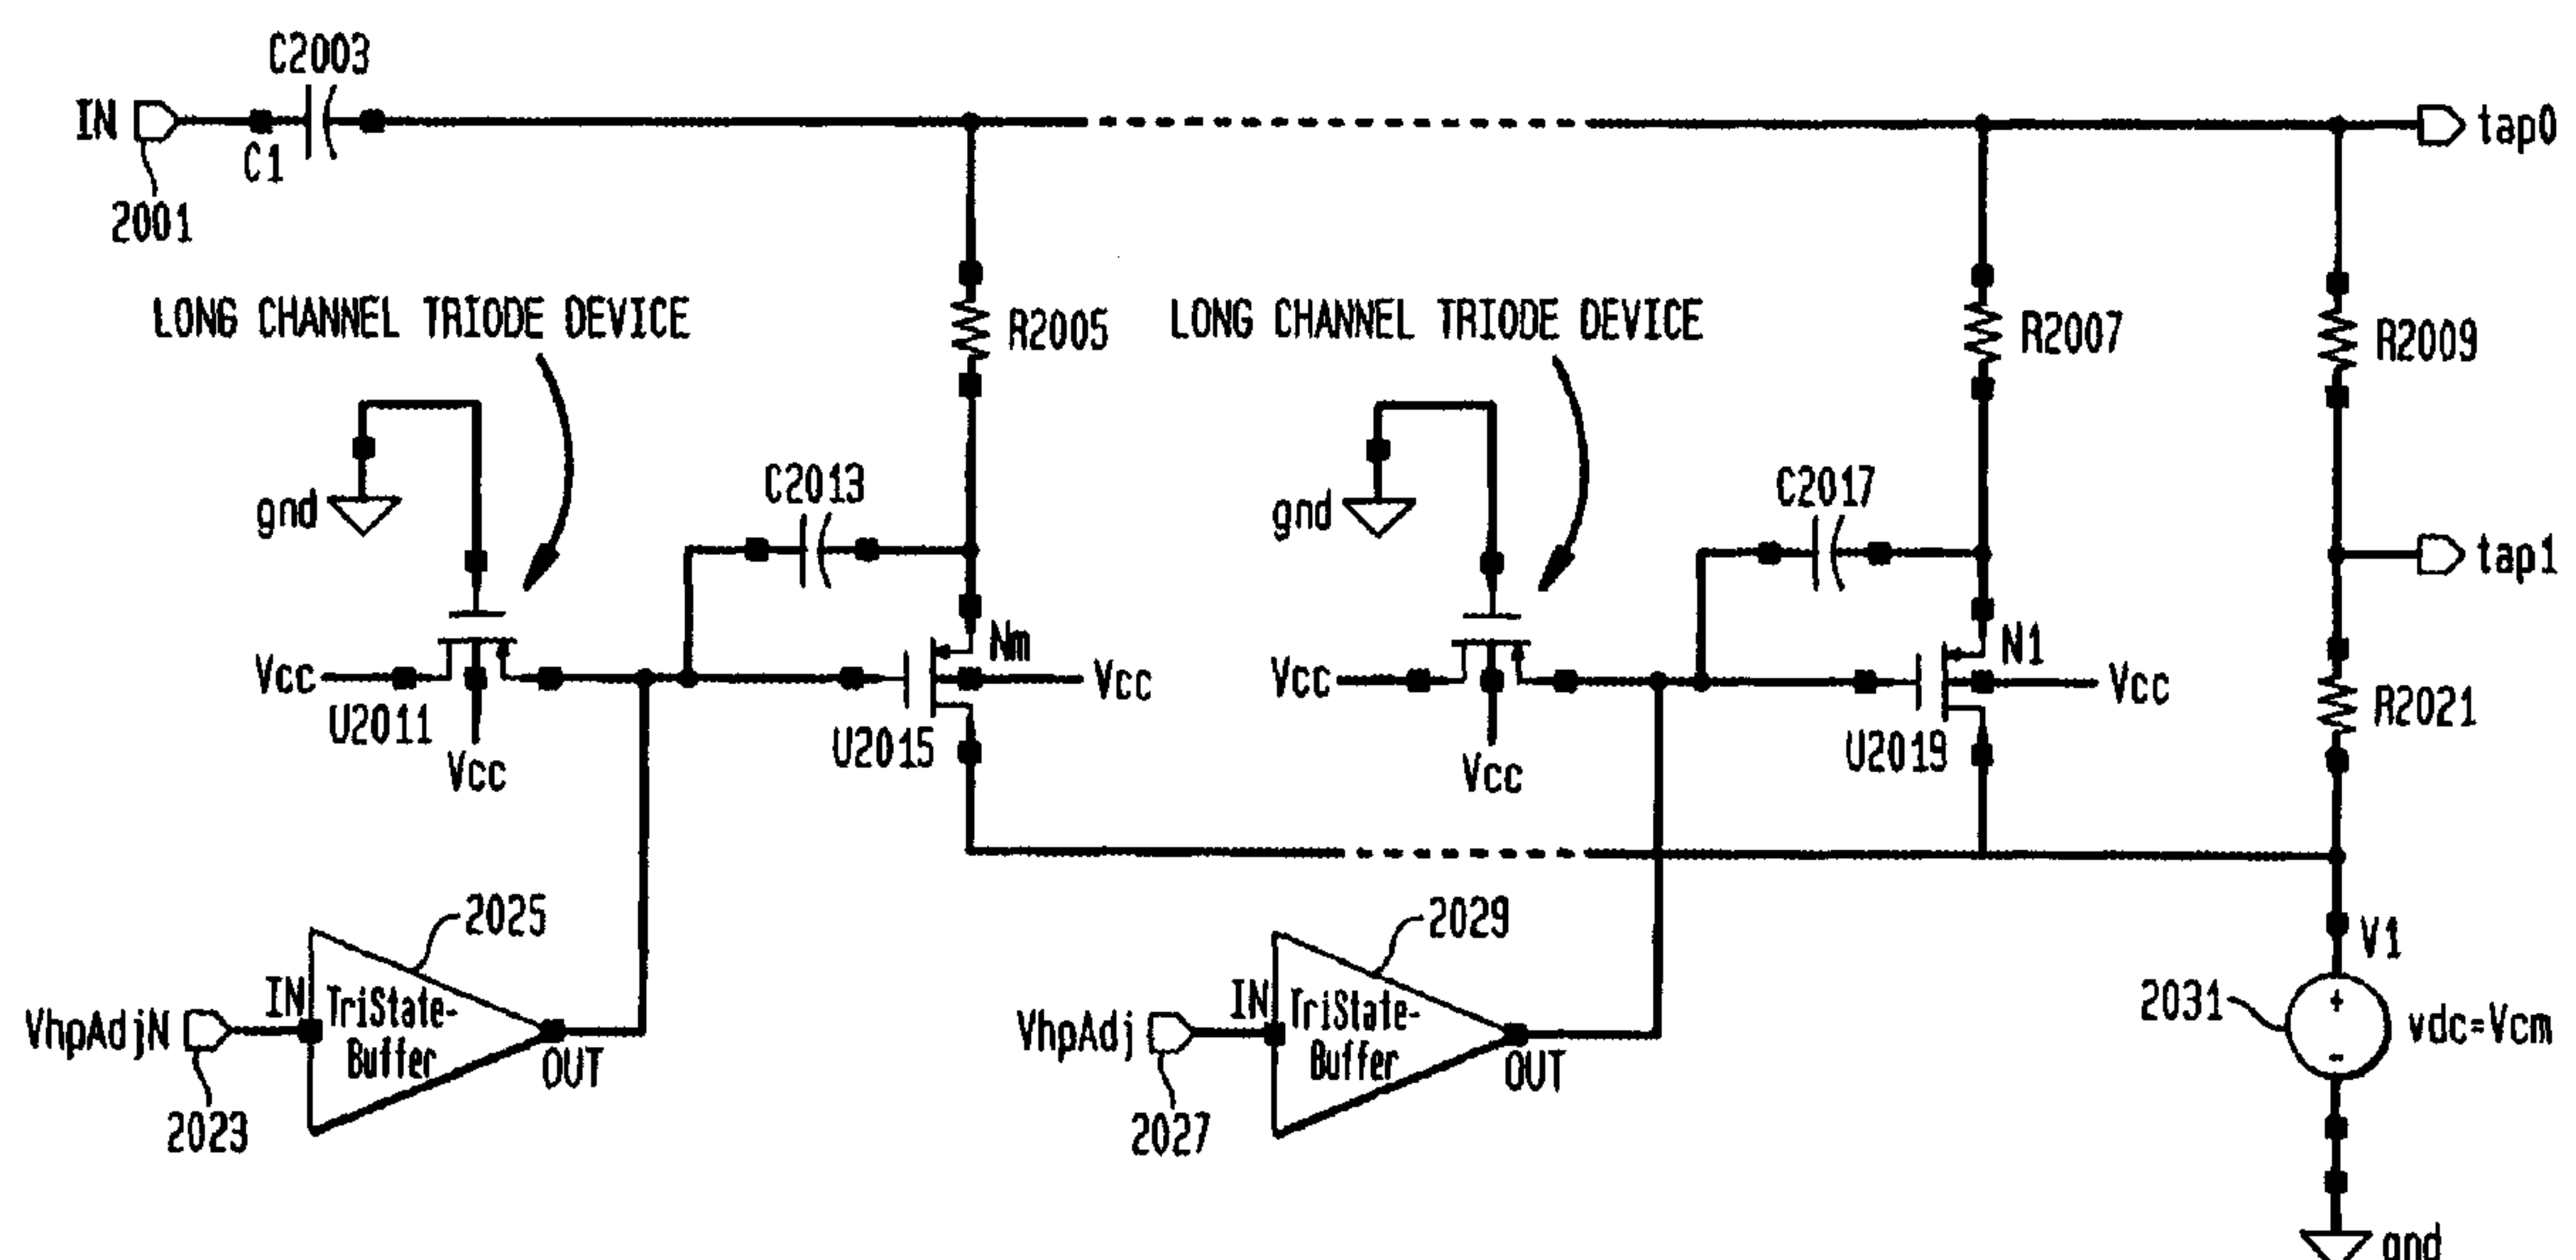 C2003
IN
C1
2001
tap0
LONG CHANNEL TRIODE DEVICE
R2005
LONG CHANNEL TRIODE DEVICE
R2007
R2009
gnd
C2013
gnd
C2017
tap1
Vcc
U2011
Vcc
Nm
Vcc
U2015
Vcc
Vcc
N1
Vcc
U2019
R2021
2025
IN
TriState-
Buffer
OUT
VhpAdjN
2023
2029
IN
TriState-
Buffer
OUT
VhpAdj
2027
V1
2031
+
-
vdc=Vcm
gnd